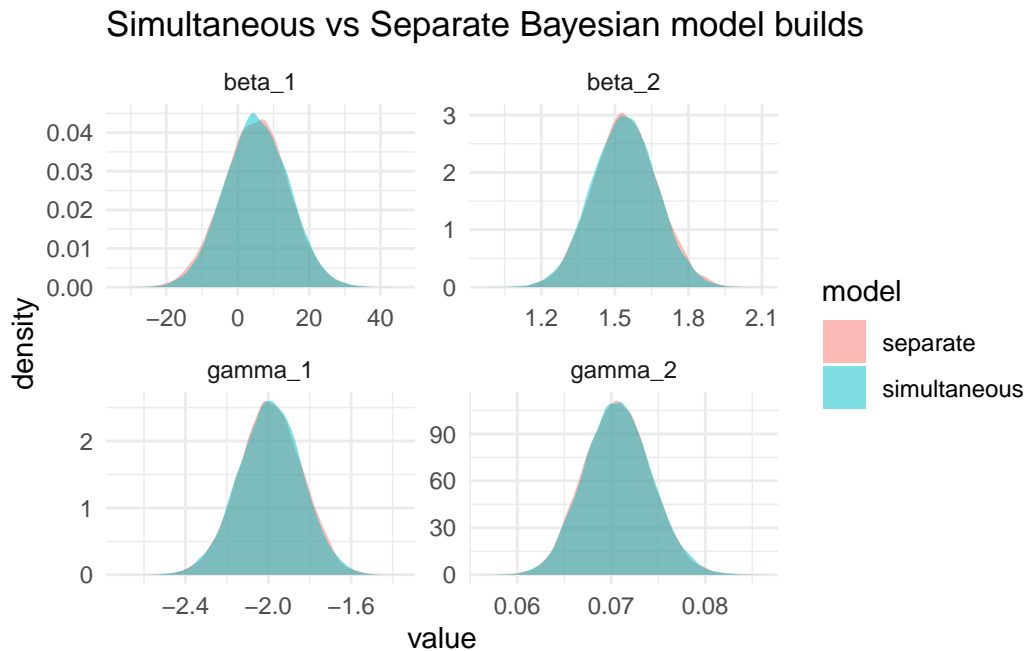 Simultaneous vs Separate Bayesian model builds
beta_1
beta_2
0.04
0.03
0.02
0.01
0.00
3
2
1
0
−20 0 20 40
1.2 1.5 1.8 2.1
density
model
separate
simultaneous
gamma_1
gamma_2
2
1
0
90
60
30
0
−2.4 −2.0 −1.6
0.06 0.07 0.08
value